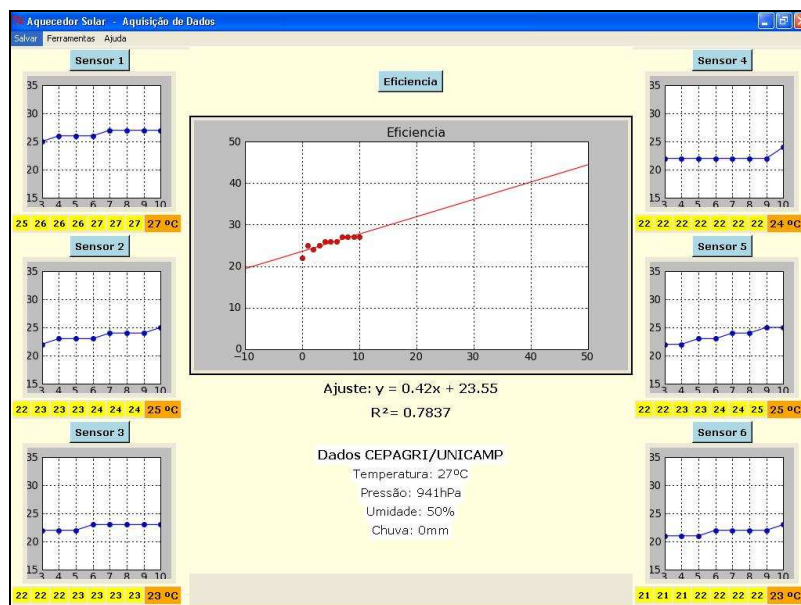 Aquecedor Solar - Aquisição de Dados
Salvar Ferramentas Ajuda
Sensor 1
35
30
25
20
15
3 4 5 6 7 8 9 10
25 26 26 26 27 27 27 27 ºC
Sensor 2
35
30
25
20
15
3 4 5 6 7 8 9 10
22 23 23 23 24 24 24 25 ºC
Sensor 3
35
30
25
20
15
3 4 5 6 7 8 9 10
22 22 22 23 23 23 23 23 ºC
Eficiencia
Eficiencia
50
40
30
20
10
0
−10 0 10 20 30 40 50
Ajuste: y = 0.42x + 23.55
R²= 0.7837
Dados CEPAGRI/UNICAMP
Temperatura: 27ºC
Pressão: 941hPa
Umidade: 50%
Chuva: 0mm
Sensor 4
35
30
25
20
15
3 4 5 6 7 8 9 10
22 22 22 22 22 22 22 24 ºC
Sensor 5
35
30
25
20
15
3 4 5 6 7 8 9 10
22 22 23 23 24 24 25 25 ºC
Sensor 6
35
30
25
20
15
3 4 5 6 7 8 9 10
21 21 21 22 22 22 22 23 ºC